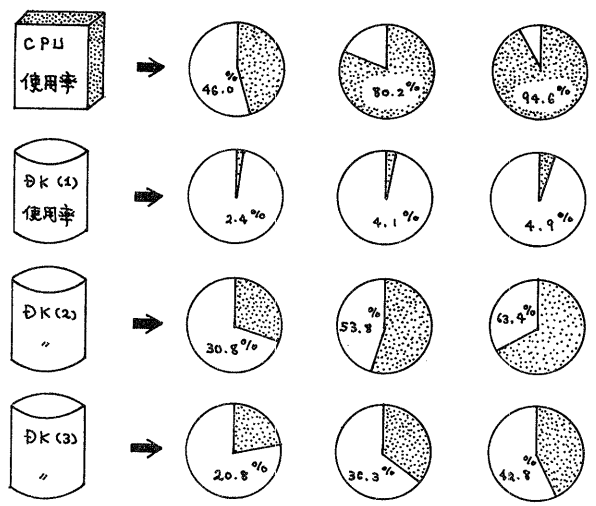 CPU
使用率
46.0%
80.2%
94.6%
DK(1)
使用率
2.4%
4.1%
4.9%
DK(2)
〃
30.8%
53.8%
63.4%
DK(3)
〃
20.8%
36.3%
42.8%